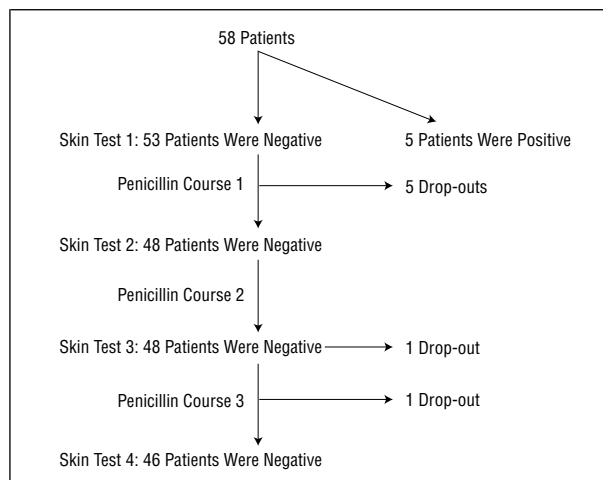 58 Patients
Skin Test 1: 53 Patients Were Negative
5 Patients Were Positive
Penicillin Course 1
5 Drop-outs
Skin Test 2: 48 Patients Were Negative
Penicillin Course 2
Skin Test 3: 48 Patients Were Negative
1 Drop-out
Penicillin Course 3
1 Drop-out
Skin Test 4: 46 Patients Were Negative